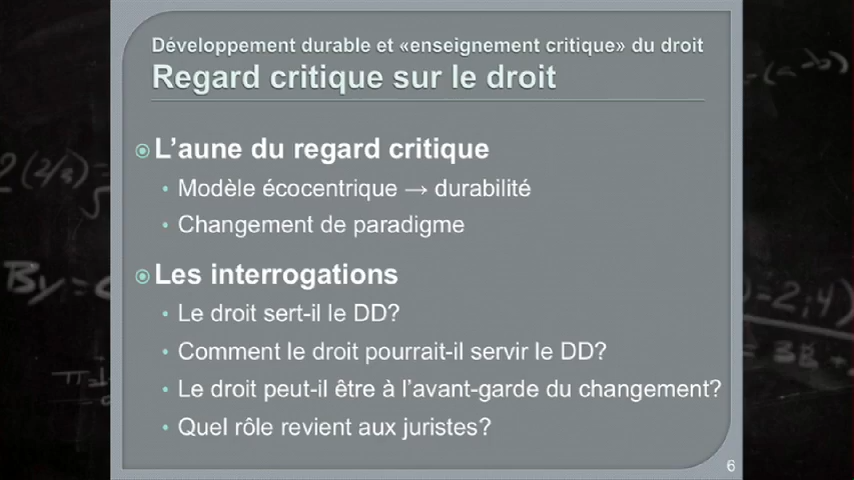 Développement durable et «enseignement critique» du droit
Regard critique sur le droit
L'aune du regard critique
Modèle écocentrique → durabilité
Changement de paradigme
Les interrogations
Le droit sert-il le DD?
Comment le droit pourrait-il servir le DD?
Le droit peut-il être à l'avant-garde du changement?
Quel rôle revient aux juristes?
6